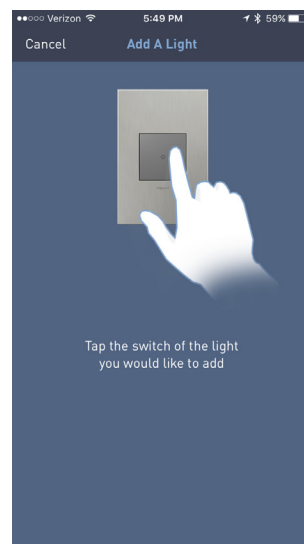 Verizon 5:49 PM 59%
Cancel Add A Light
Tap the switch of the light
you would like to add